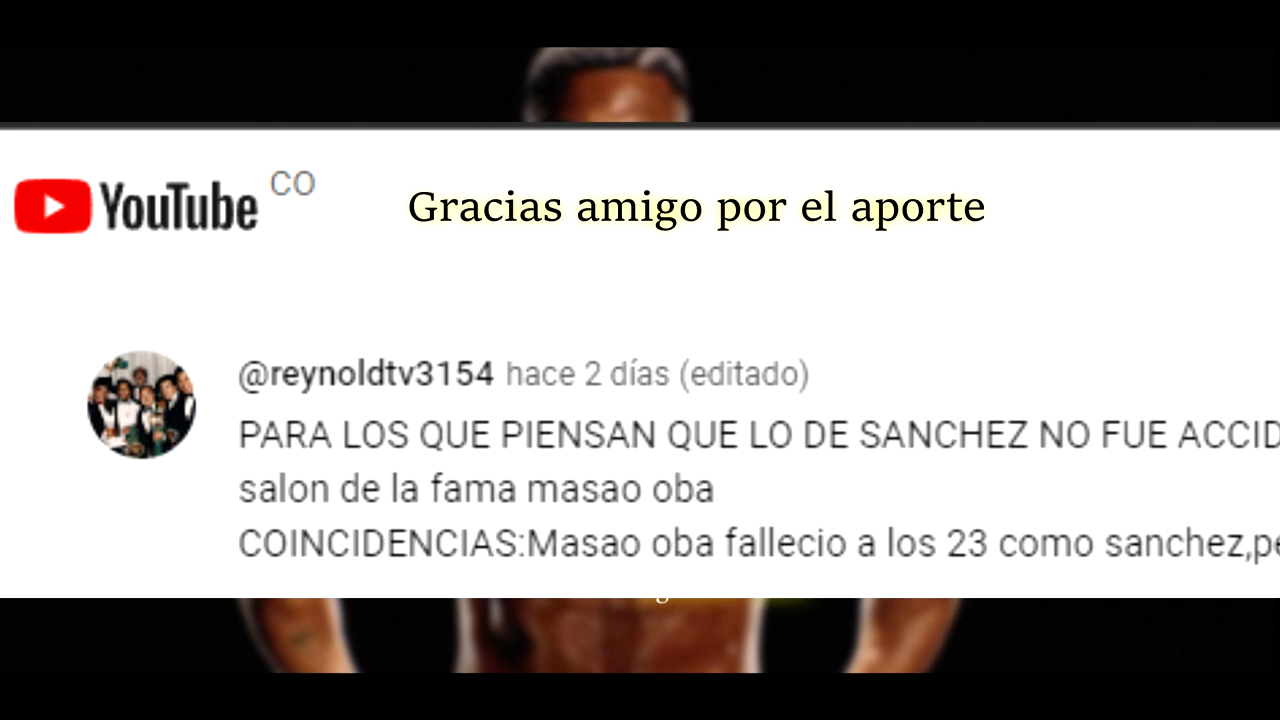 YouTube CO
Gracias amigo por el aporte
@reynoldtv3154 hace 2 días (editado)
PARA LOS QUE PIENSAN QUE LO DE SANCHEZ NO FUE ACCID
salon de la fama masao oba
COINCIDENCIAS:Masao oba fallecio a los 23 como sanchez,pe